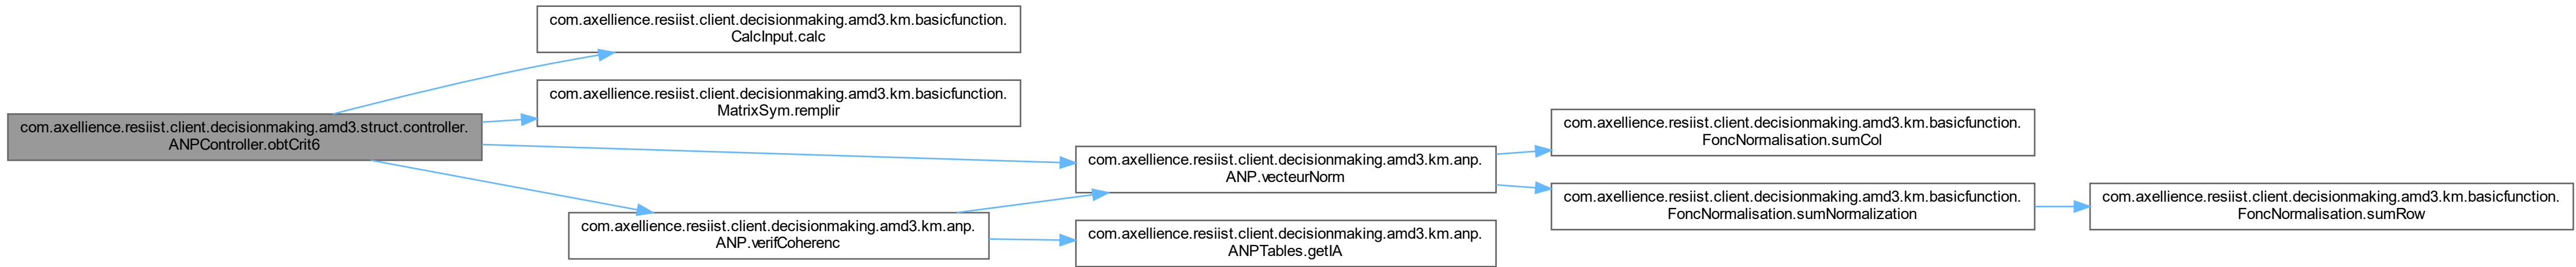 com.axellience.resiist.client.decisionmaking.amd3.struct.controller.
ANPController.obtCrit6
com.axellience.resiist.client.decisionmaking.amd3.km.basicfunction.
CalcInput.calc
com.axellience.resiist.client.decisionmaking.amd3.km.basicfunction.
MatrixSym.remplir
com.axellience.resiist.client.decisionmaking.amd3.km.anp.
ANP.verifCoherenc
com.axellience.resiist.client.decisionmaking.amd3.km.anp.
ANP.vecteurNorm
com.axellience.resiist.client.decisionmaking.amd3.km.anp.
ANPTables.getIA
com.axellience.resiist.client.decisionmaking.amd3.km.basicfunction.
FoncNormalisation.sumCol
com.axellience.resiist.client.decisionmaking.amd3.km.basicfunction.
FoncNormalisation.sumNormalization
com.axellience.resiist.client.decisionmaking.amd3.km.basicfunction.
FoncNormalisation.sumRow